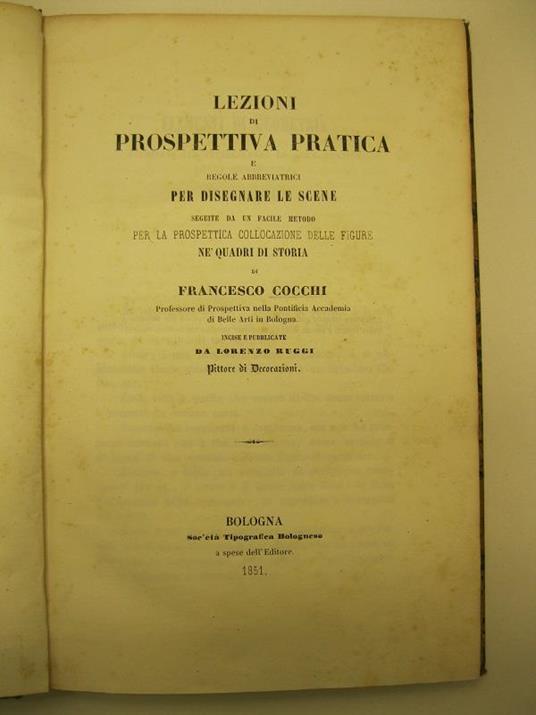 LEZIONI
DI
PROSPETTIVA PRATICA
E
REGOLE ABBREVIATRICI
PER DISEGNARE LE SCENE
SEGUITE DA UN FACILE METODO
PER LA PROSPETTICA COLLOCAZIONE DELLE FIGURE
NE' QUADRI DI STORIA
DI
FRANCESCO COCCHI
Professore di Prospettiva nella Pontificia Accademia
di Belle Arti in Bologna
INCISE E PUBBLICATE
DA LORENZO RUGGI
Pittore di Decorazioni.
BOLOGNA
Soc'età Tipografica Bolognese
a spese dell'Editore.
1851.